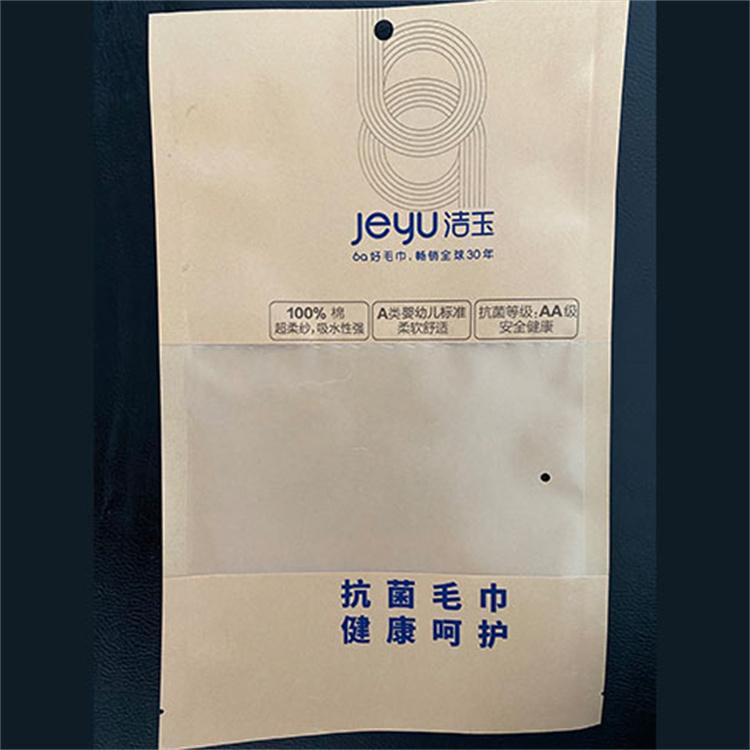 jeyu洁玉
6a好毛巾,畅销全球30年
100% 棉
超柔纱,吸水性强
A类婴幼儿标准
柔软舒适
抗菌等级:AA级
安全健康
抗菌毛巾
健康呵护